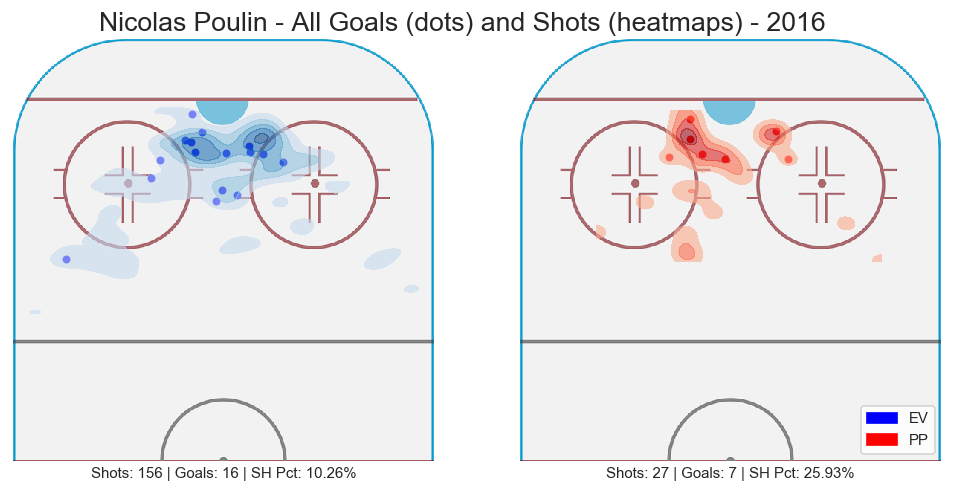 Nicolas Poulin - All Goals (dots) and Shots (heatmaps) - 2016
EV
PP
Shots: 156 | Goals: 16 | SH Pct: 10.26%
Shots: 27 | Goals: 7 | SH Pct: 25.93%